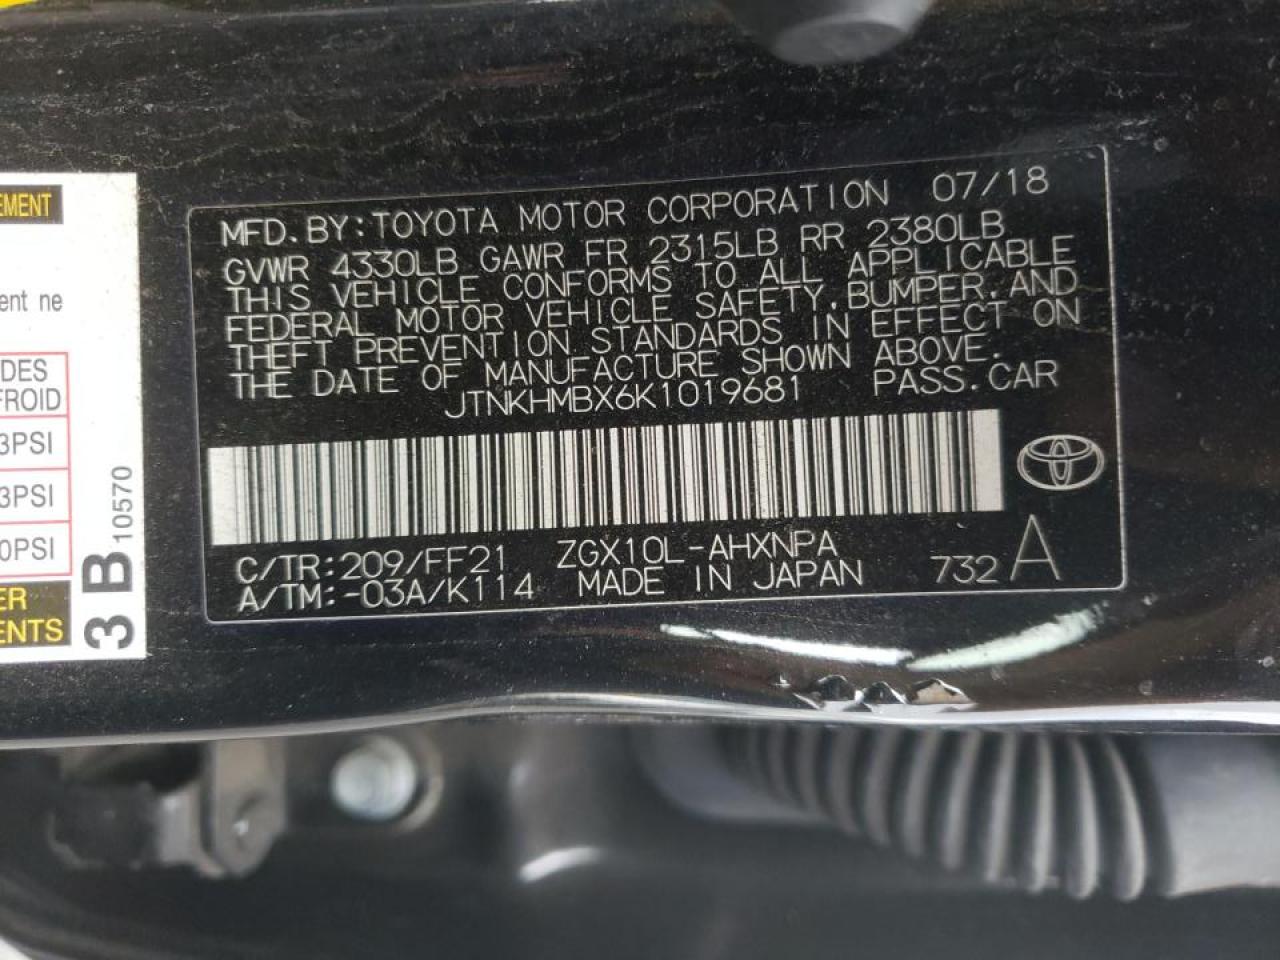 EMENT
ent ne
DES
FROID
3PSI
3PSI
0PSI
ER
ENTS
3 B 10570
MFD. BY: TOYOTA MOTOR CORPORATION 07/18
GVWR 4330LB GAWR FR 2315LB RR 2380LB
THIS VEHICLE CONFORMS TO ALL APPLICABLE
FEDERAL MOTOR VEHICLE SAFETY, BUMPER, AND
THEFT PREVENTION STANDARDS IN EFFECT ON
THE DATE OF MANUFACTURE SHOWN ABOVE.
JTNKHMBX6K1019681 PASS. CAR
C/TR: 209/FF21 ZGX10L-AHXNPA
A/TM: -03A/K114 MADE IN JAPAN 732 A